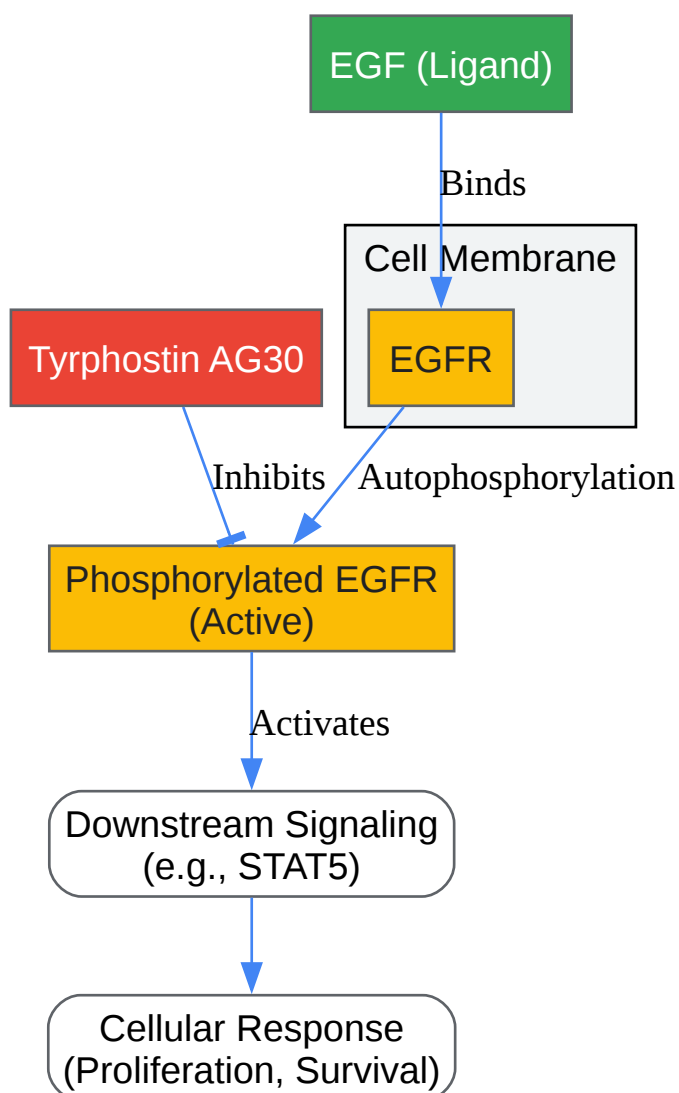 EGF (Ligand)
Binds
Cell Membrane
Tyrphostin AG30
EGFR
Inhibits
Autophosphorylation
Phosphorylated EGFR
(Active)
Activates
Downstream Signaling
(e.g., STAT5)
Cellular Response
(Proliferation, Survival)